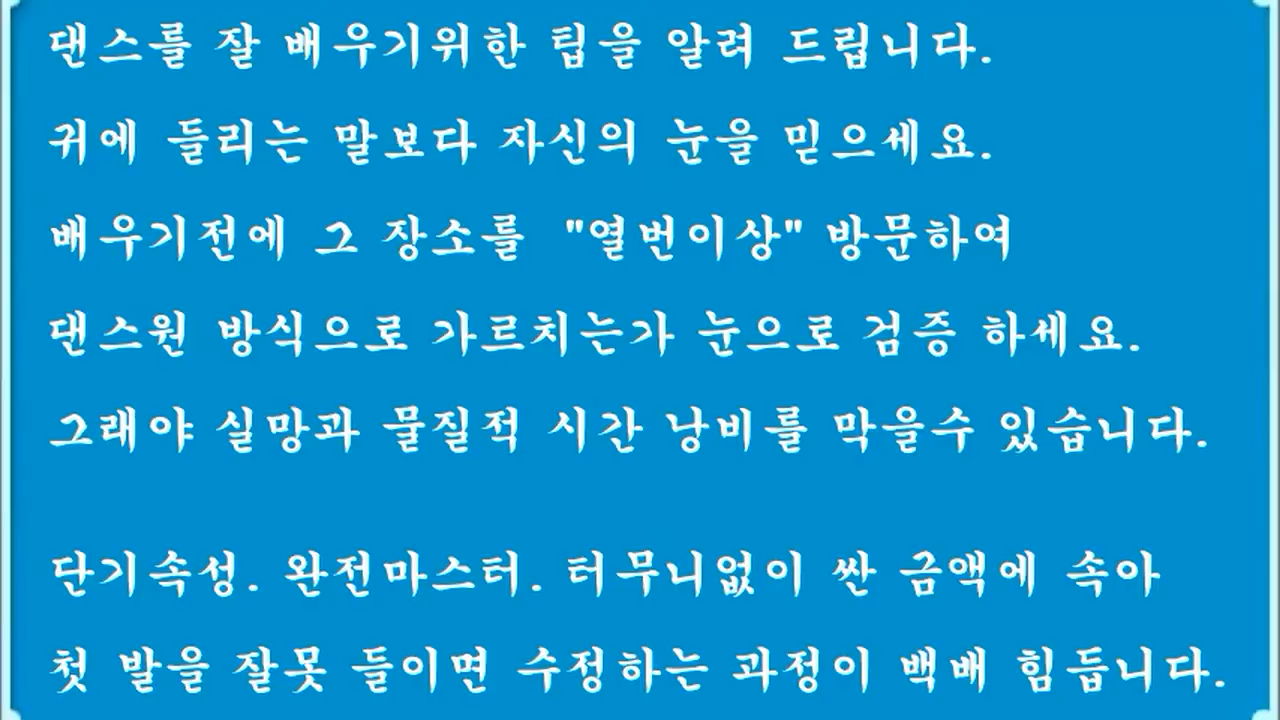 댄스를 잘 배우기위한 팁을 알려 드립니다.
귀에 들리는 말보다 자신의 눈을 믿으세요.
배우기전에 그 장소를 "열번이상" 방문하여
댄스원 방식으로 가르치는가 눈으로 검증 하세요.
그래야 실망과 물질적 시간 낭비를 막을수 있습니다.
단기속성. 완전마스터. 터무니없이 싼 금액에 속아
첫 발을 잘못 들이면 수정하는 과정이 백배 힘듭니다.